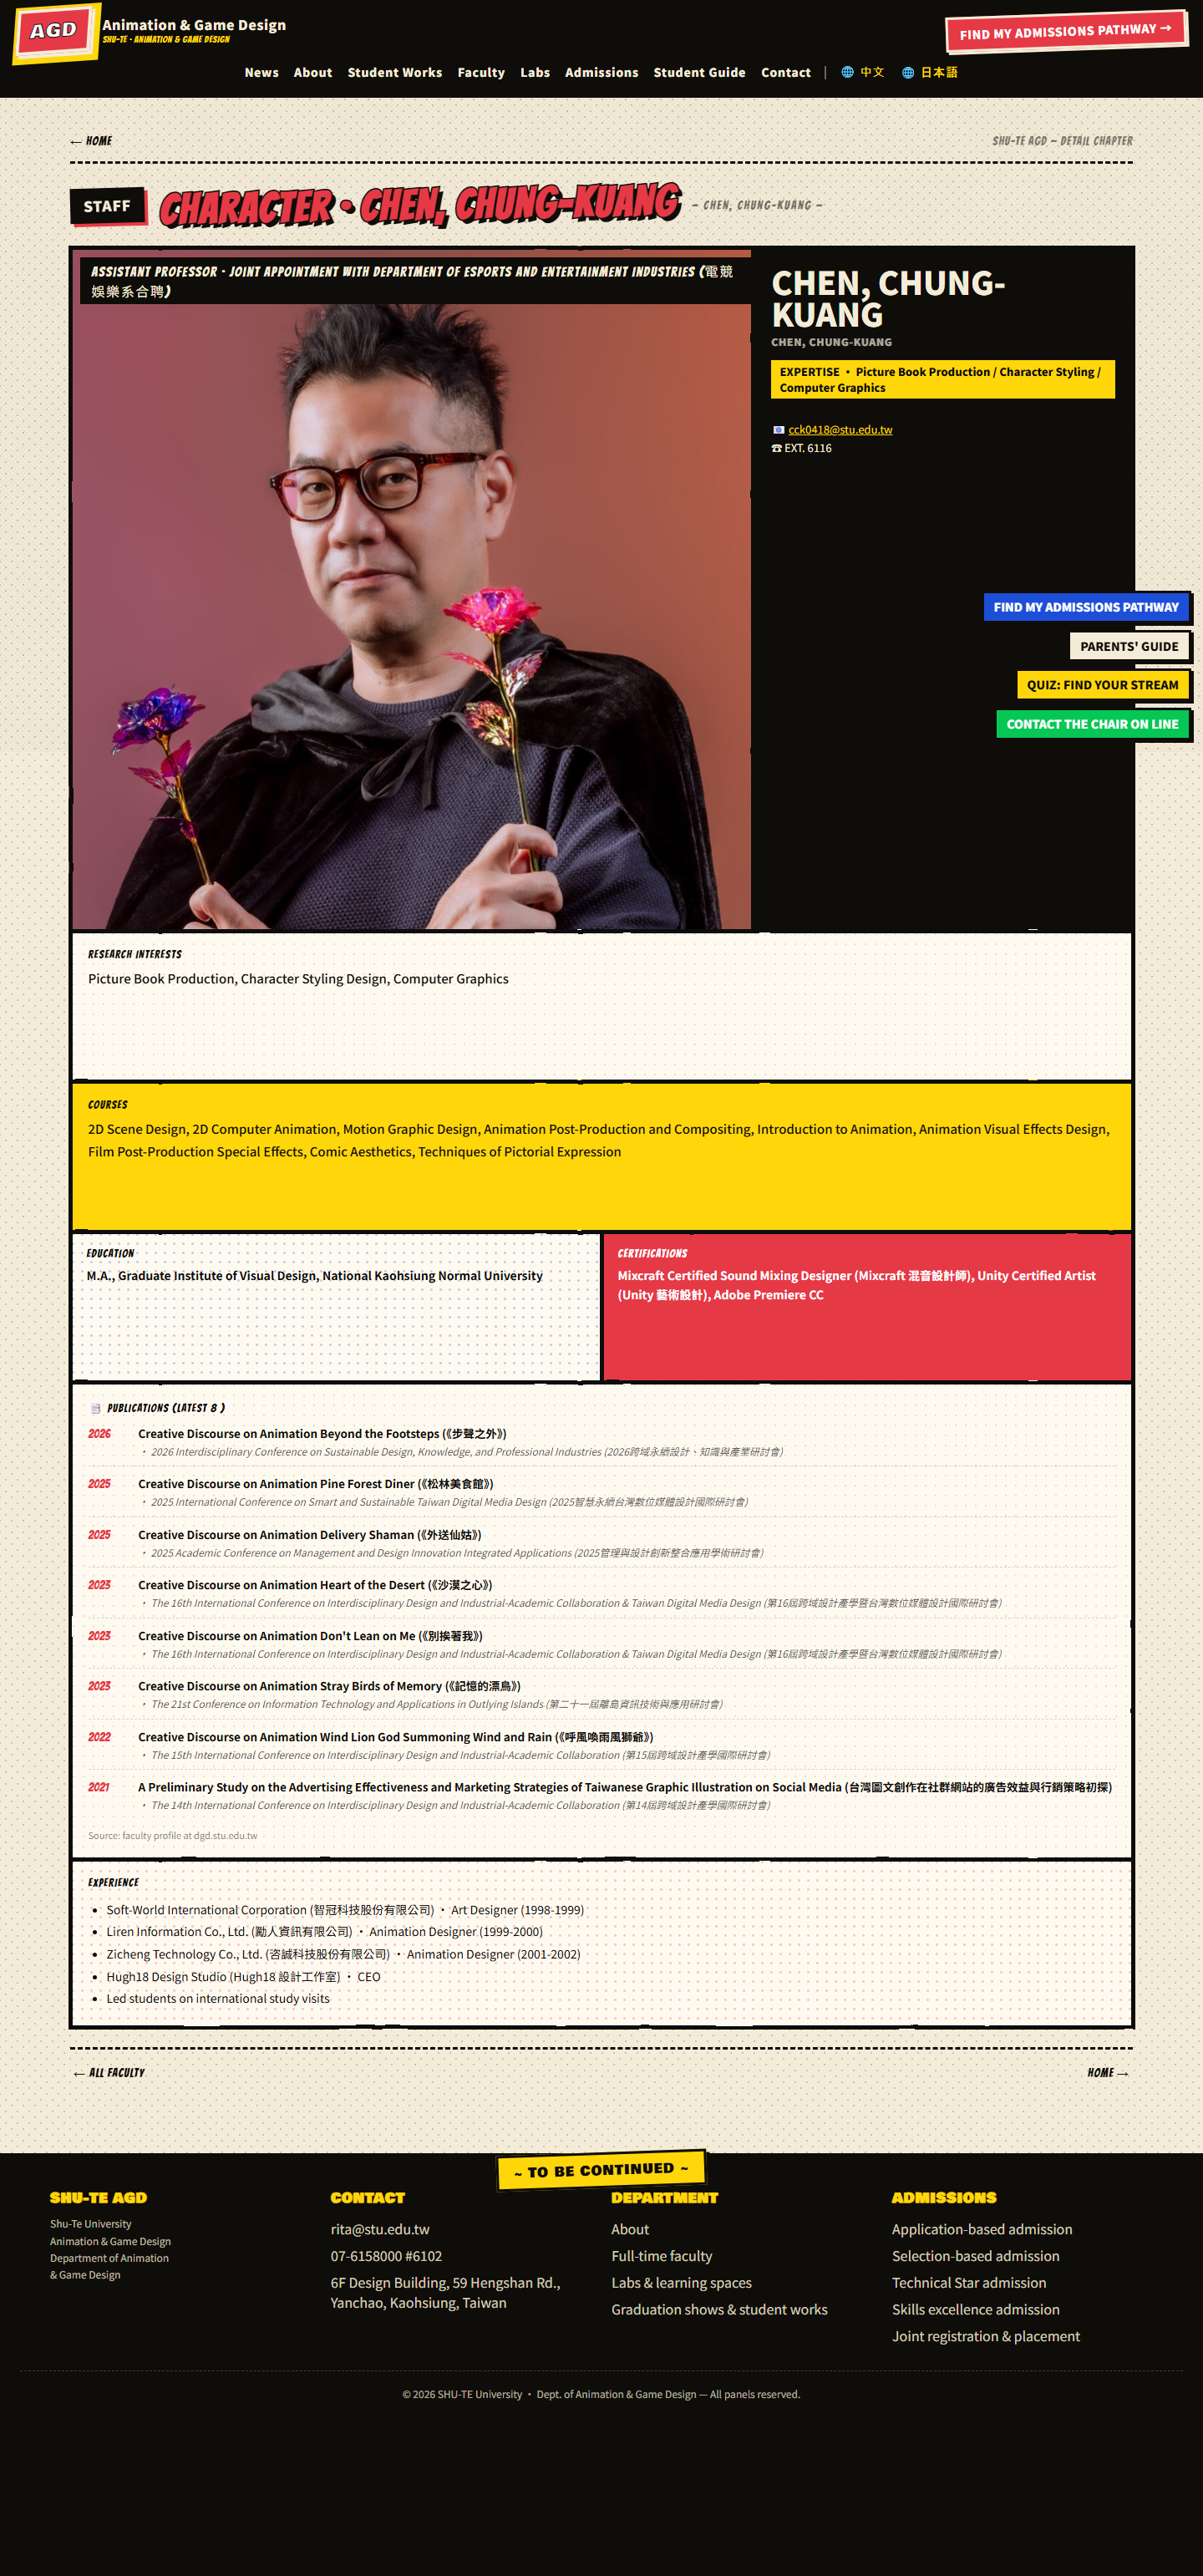 AGD
Animation & Game Design
SHU-TE · ANIMATION & GAME DESIGN
FIND MY ADMISSIONS PATHWAY →
News About Student Works Faculty Labs Admissions Student Guide Contact | 🌐 中文 🌐 日本語
← HOME
SHU-TE AGD — DETAIL CHAPTER
STAFF
CHARACTER · CHEN, CHUNG-KUANG
— CHEN, CHUNG-KUANG —
ASSISTANT PROFESSOR · JOINT APPOINTMENT WITH DEPARTMENT OF ESPORTS AND ENTERTAINMENT INDUSTRIES (電競
娛樂系合聘)
CHEN, CHUNG-
KUANG
CHEN, CHUNG-KUANG
EXPERTISE ・ Picture Book Production / Character Styling /
Computer Graphics
📧 cck0418@stu.edu.tw
☎ EXT. 6116
FIND MY ADMISSIONS PATHWAY
PARENTS' GUIDE
QUIZ: FIND YOUR STREAM
CONTACT THE CHAIR ON LINE
RESEARCH INTERESTS
Picture Book Production, Character Styling Design, Computer Graphics
COURSES
2D Scene Design, 2D Computer Animation, Motion Graphic Design, Animation Post-Production and Compositing, Introduction to Animation, Animation Visual Effects Design,
Film Post-Production Special Effects, Comic Aesthetics, Techniques of Pictorial Expression
EDUCATION
M.A., Graduate Institute of Visual Design, National Kaohsiung Normal University
CERTIFICATIONS
Mixcraft Certified Sound Mixing Designer (Mixcraft 混音設計師), Unity Certified Artist
(Unity 藝術設計), Adobe Premiere CC
PUBLICATIONS (LATEST 8 )
2026 Creative Discourse on Animation Beyond the Footsteps (《步聲之外》)
・ 2026 Interdisciplinary Conference on Sustainable Design, Knowledge, and Professional Industries (2026跨域永續設計、知識與產業研討會)
2025 Creative Discourse on Animation Pine Forest Diner (《松林美食館》)
・ 2025 International Conference on Smart and Sustainable Taiwan Digital Media Design (2025智慧永續台灣數位媒體設計國際研討會)
2025 Creative Discourse on Animation Delivery Shaman (《外送仙姑》)
・ 2025 Academic Conference on Management and Design Innovation Integrated Applications (2025管理與設計創新整合應用學術研討會)
2023 Creative Discourse on Animation Heart of the Desert (《沙漠之心》)
・ The 16th International Conference on Interdisciplinary Design and Industrial-Academic Collaboration & Taiwan Digital Media Design (第16屆跨域設計產學暨台灣數位媒體設計國際研討會)
2023 Creative Discourse on Animation Don't Lean on Me (《別挨著我》)
・ The 16th International Conference on Interdisciplinary Design and Industrial-Academic Collaboration & Taiwan Digital Media Design (第16屆跨域設計產學暨台灣數位媒體設計國際研討會)
2023 Creative Discourse on Animation Stray Birds of Memory (《記憶的漂鳥》)
・ The 21st Conference on Information Technology and Applications in Outlying Islands (第二十一屆離島資訊技術與應用研討會)
2022 Creative Discourse on Animation Wind Lion God Summoning Wind and Rain (《呼風喚雨風獅爺》)
・ The 15th International Conference on Interdisciplinary Design and Industrial-Academic Collaboration (第15屆跨域設計產學國際研討會)
2021 A Preliminary Study on the Advertising Effectiveness and Marketing Strategies of Taiwanese Graphic Illustration on Social Media (台灣圖文創作在社群網站的廣告效益與行銷策略初探)
・ The 14th International Conference on Interdisciplinary Design and Industrial-Academic Collaboration (第14屆跨域設計產學國際研討會)
Source: faculty profile at dgd.stu.edu.tw
EXPERIENCE
• Soft-World International Corporation (智冠科技股份有限公司) ・ Art Designer (1998-1999)
• Liren Information Co., Ltd. (勵人資訊有限公司) ・ Animation Designer (1999-2000)
• Zicheng Technology Co., Ltd. (咨誠科技股份有限公司) ・ Animation Designer (2001-2002)
• Hugh18 Design Studio (Hugh18 設計工作室) ・ CEO
• Led students on international study visits
← ALL FACULTY
HOME →
~ TO BE CONTINUED ~
SHU-TE AGD
Shu-Te University
Animation & Game Design
Department of Animation
& Game Design
CONTACT
rita@stu.edu.tw
07-6158000 #6102
6F Design Building, 59 Hengshan Rd.,
Yanchao, Kaohsiung, Taiwan
DEPARTMENT
About
Full-time faculty
Labs & learning spaces
Graduation shows & student works
ADMISSIONS
Application-based admission
Selection-based admission
Technical Star admission
Skills excellence admission
Joint registration & placement
© 2026 SHU-TE University ・ Dept. of Animation & Game Design — All panels reserved.